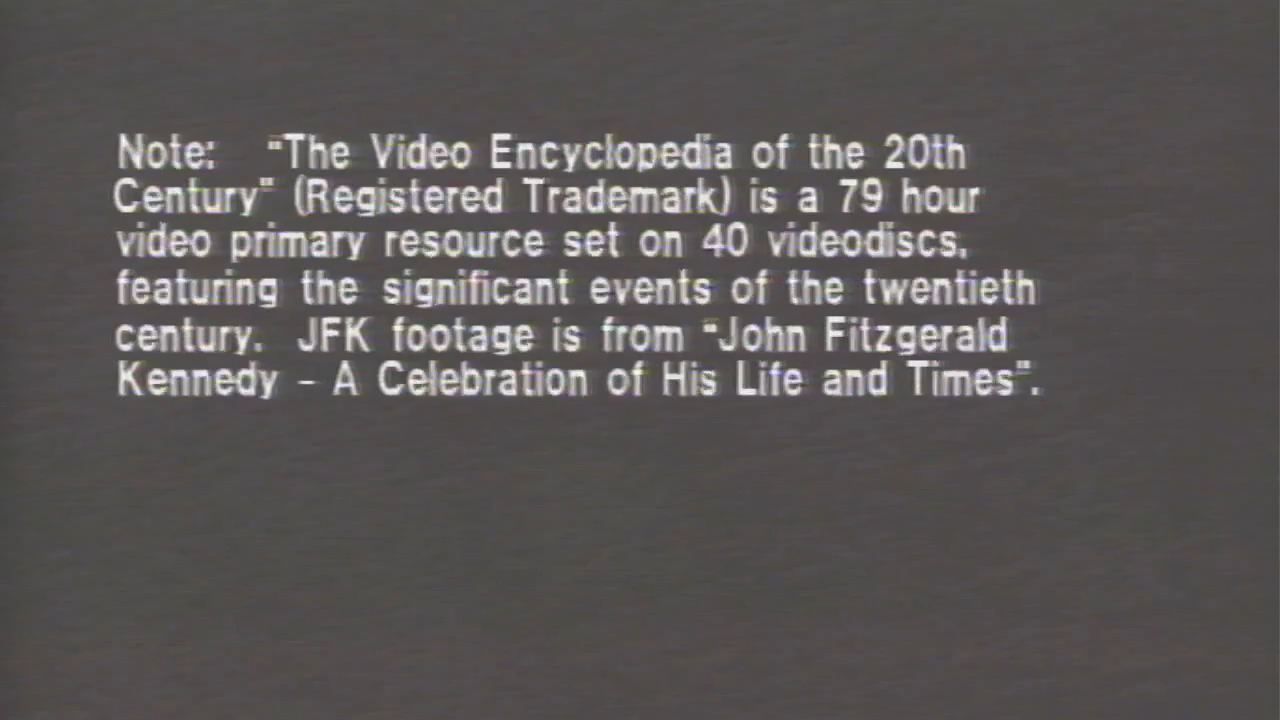 Note: "The Video Encyclopedia of the 20th
Century" (Registered Trademark) is a 79 hour
video primary resource set on 40 videodiscs,
featuring the significant events of the twentieth
century. JFK footage is from "John Fitzgerald
Kennedy - A Celebration of His Life and Times".